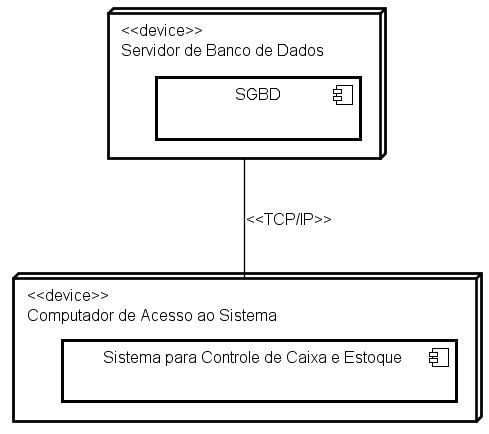 <<device>>
Servidor de Banco de Dados
SGBD
<<TCP/IP>>
<<device>>
Computador de Acesso ao Sistema
Sistema para Controle de Caixa e Estoque